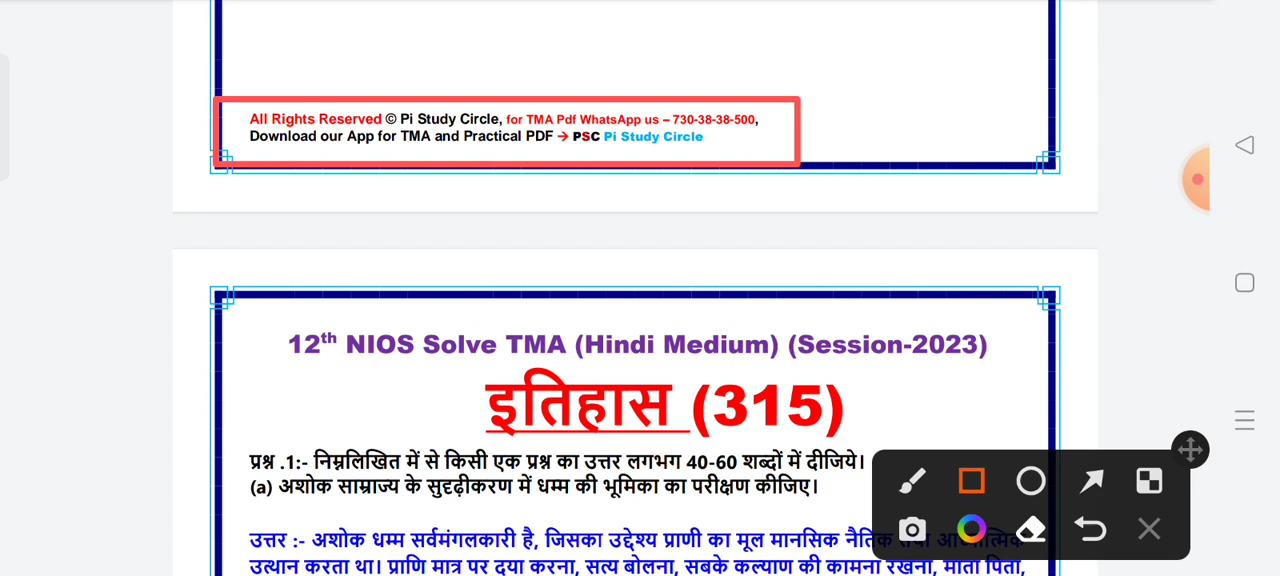 All Rights Reserved © Pi Study Circle, for TMA Pdf WhatsApp us – 730-38-38-500,
Download our App for TMA and Practical PDF → PSC Pi Study Circle
12th NIOS Solve TMA (Hindi Medium) (Session-2023)
इतिहास (315)
प्रश्न .1:- निम्नलिखित में से किसी एक प्रश्न का उत्तर लगभग 40-60 शब्दों में दीजिये।
(a) अशोक साम्राज्य के सुदृढ़ीकरण में धम्म की भूमिका का परीक्षण कीजिए।
उत्तर :- अशोक धम्म सर्वमंगलकारी है, जिसका उद्देश्य प्राणी का मूल मानसिक नैतिक तथा आध्यात्मिक
उत्थान करता था। प्राणि मात्र पर दया करना, सत्य बोलना, सबके कल्याण की कामना रखना, माता पिता,